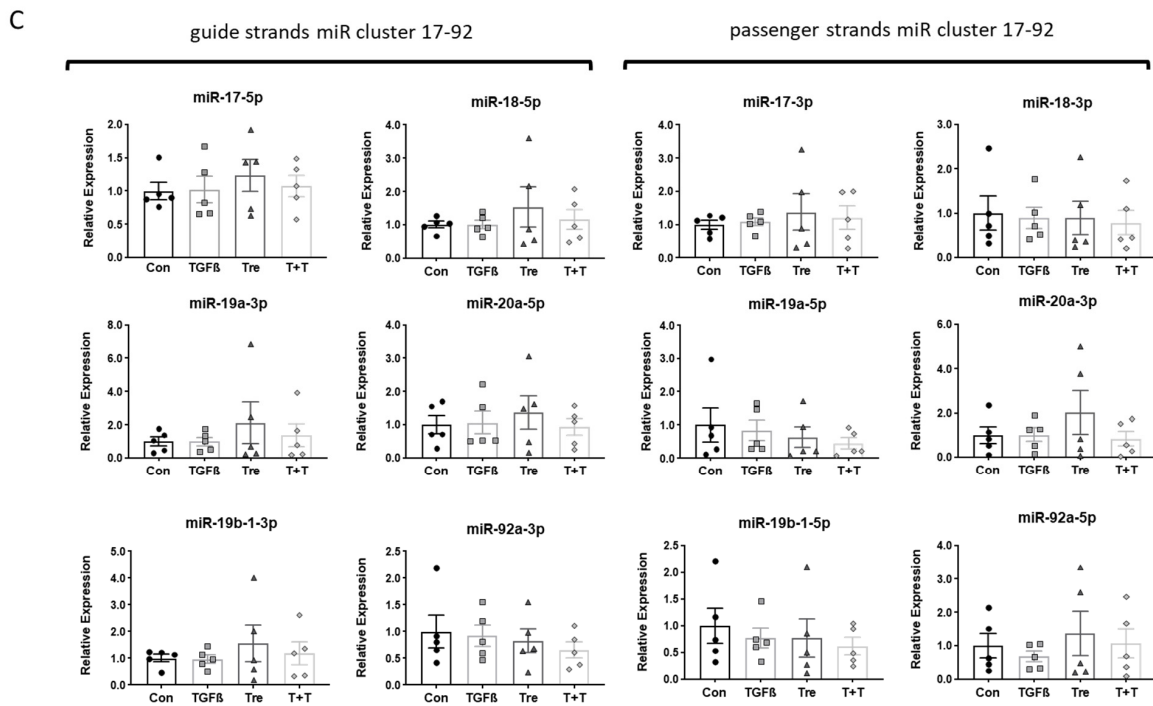 C
guide strands miR cluster 17-92
passenger strands miR cluster 17-92
miR-17-5p
Relative Expression
2.0
1.5
1.0
0.5
0.0
Con TGFß Tre T+T
miR-18-5p
Relative Expression
4.0
3.0
2.0
1.0
0.0
Con TGFß Tre T+T
miR-17-3p
Relative Expression
4.0
3.0
2.0
1.0
0.0
Con TGFß Tre T+T
miR-18-3p
Relative Expression
3.0
2.0
1.0
0.0
Con TGFß Tre T+T
miR-19a-3p
Relative Expression
8.0
6.0
4.0
2.0
0.0
Con TGFß Tre T+T
miR-20a-5p
Relative Expression
4.0
3.0
2.0
1.0
0.0
Con TGFß Tre T+T
miR-19a-5p
Relative Expression
4.0
3.0
2.0
1.0
0.0
Con TGFß Tre T+T
miR-20a-3p
Relative Expression
6.0
4.0
2.0
0.0
Con TGFß Tre T+T
miR-19b-1-3p
Relative Expression
5.0
4.0
3.0
2.0
1.0
0.0
Con TGFß Tre T+T
miR-92a-3p
Relative Expression
2.5
2.0
1.5
1.0
0.5
0.0
Con TGFß Tre T+T
miR-19b-1-5p
Relative Expression
2.5
2.0
1.5
1.0
0.5
0.0
Con TGFß Tre T+T
miR-92a-5p
Relative Expression
4.0
3.0
2.0
1.0
0.0
Con TGFß Tre T+T